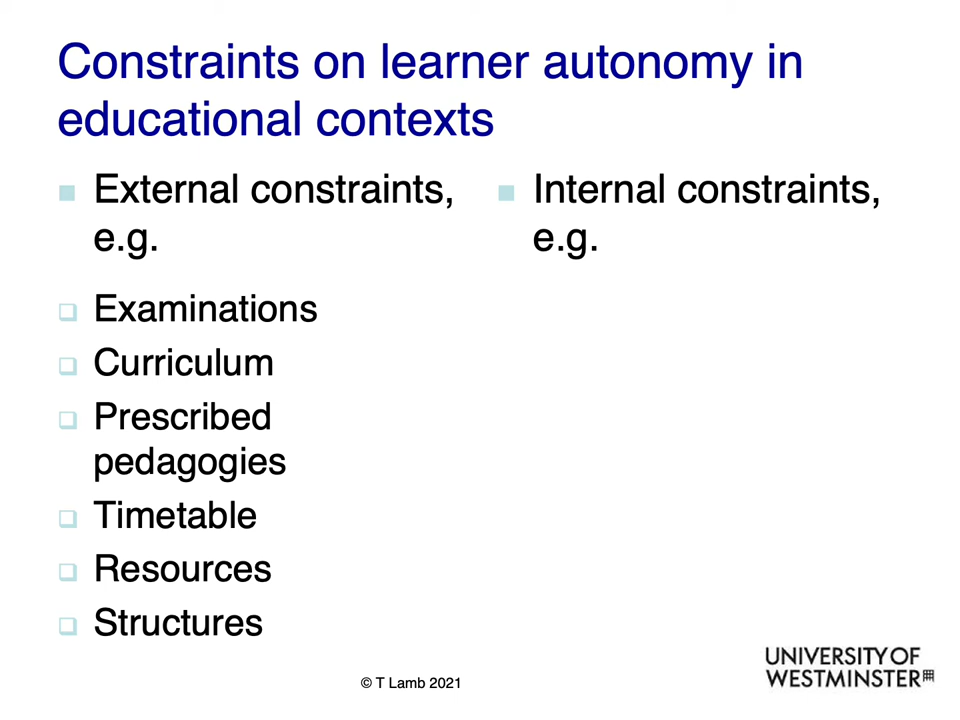 Constraints on learner autonomy in
educational contexts
External constraints,
e.g.
Examinations
Curriculum
Prescribed
pedagogies
Timetable
Resources
Structures
Internal constraints,
e.g.
© T Lamb 2021
UNIVERSITY OF
WESTMINSTER